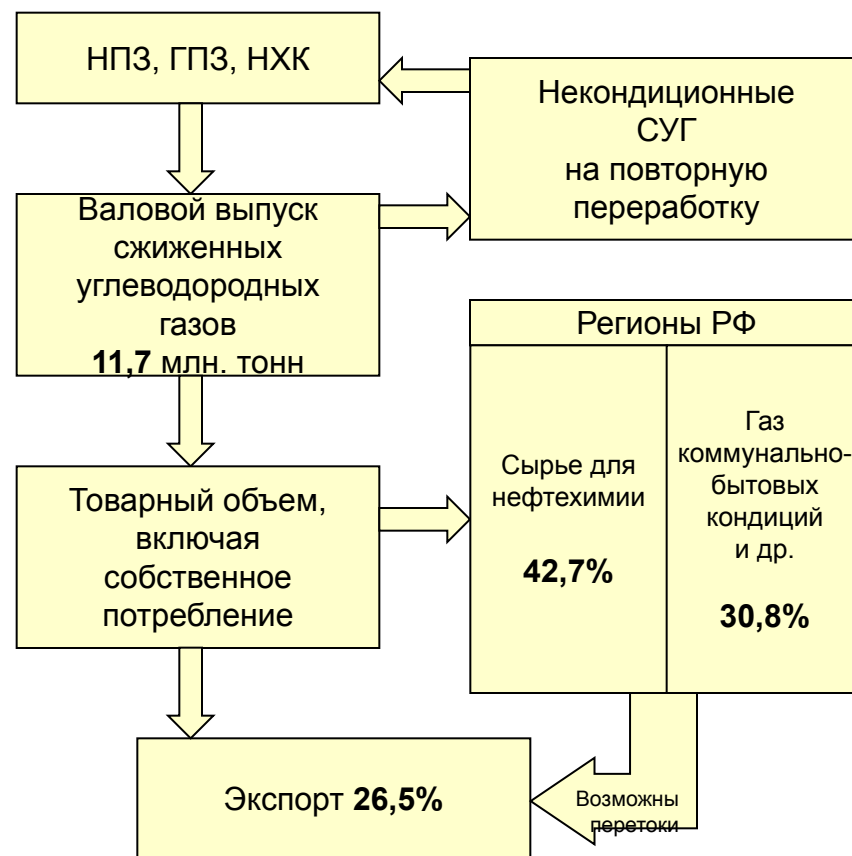 НПЗ, ГПЗ, НХК
Некондиционные
СУГ
на повторную
переработку
Валовой выпуск
сжиженных
углеводородных
газов
11,7 млн. тонн
Регионы РФ
Сырье для
нефтехимии
42,7%
Газ
коммунально-
бытовых
кондиций
и др.
30,8%
Товарный объем,
включая
собственное
потребление
Экспорт 26,5%
Возможны
перетоки